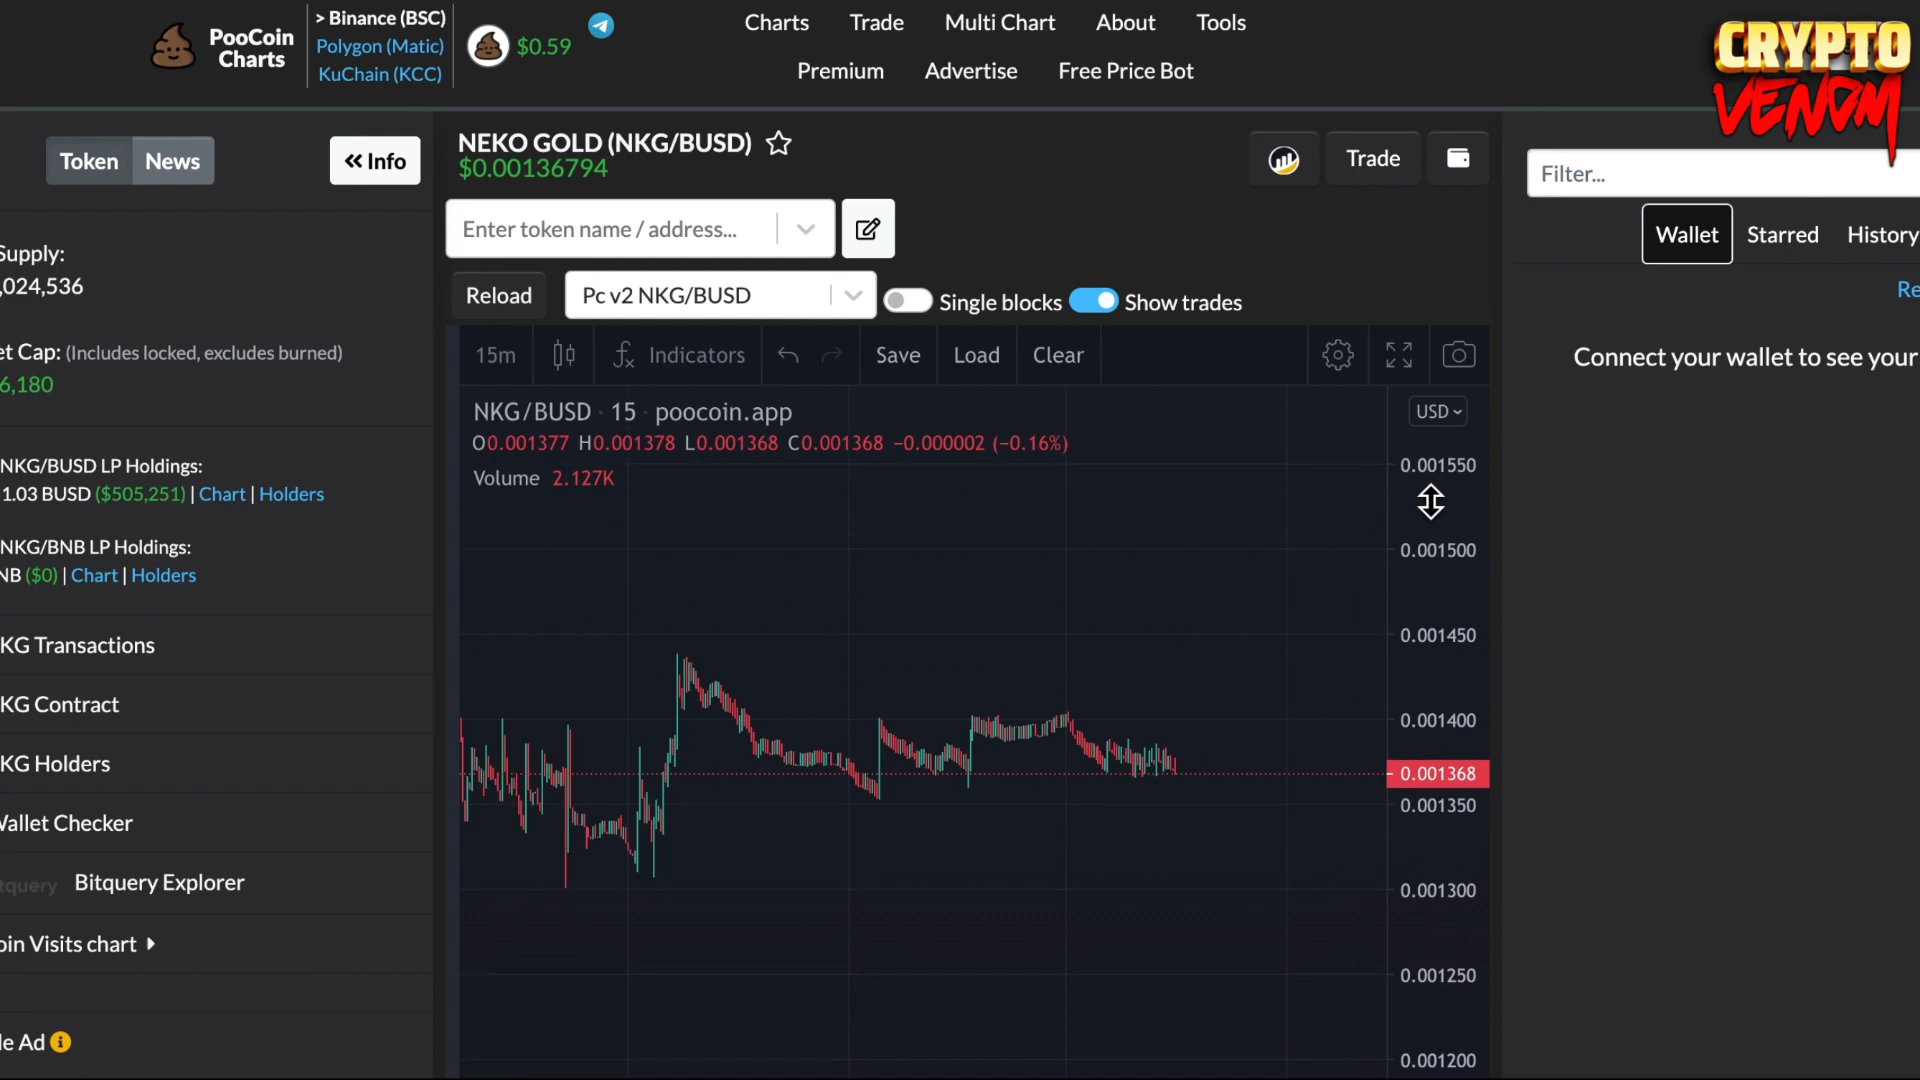 PooCoin
Charts
> Binance (BSC)
Polygon (Matic)
KuChain (KCC)
$0.59
Charts
Trade
Multi Chart
About
Tools
Premium
Advertise
Free Price Bot
CRYPTO
VENOM
Token
News
« Info
Supply:
,024,536
et Cap: (Includes locked, excludes burned)
6,180
NKG/BUSD LP Holdings:
1.03 BUSD ($505,251) | Chart | Holders
NKG/BNB LP Holdings:
NB ($0) | Chart | Holders
KG Transactions
KG Contract
KG Holders
Wallet Checker
tquery
Bitquery Explorer
oin Visits chart
le Ad
NEKO GOLD (NKG/BUSD)
$0.00136794
Trade
Enter token name / address...
Reload
Pc v2 NKG/BUSD
Single blocks
Show trades
15m
Indicators
Save
Load
Clear
NKG/BUSD · 15 · poocoin.app
O0.001377 H0.001378 L0.001368 C0.001368 −0.000002 (−0.16%)
Volume 2.127K
USD
0.001550
0.001500
0.001450
0.001400
0.001368
0.001350
0.001300
0.001250
0.001200
Filter...
Wallet
Starred
History
Re
Connect your wallet to see your